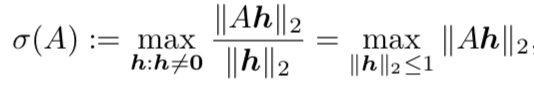 σ(A) := max_{h:h≠0} ‖Ah‖₂ / ‖h‖₂ = max_{‖h‖₂≤1} ‖Ah‖₂,